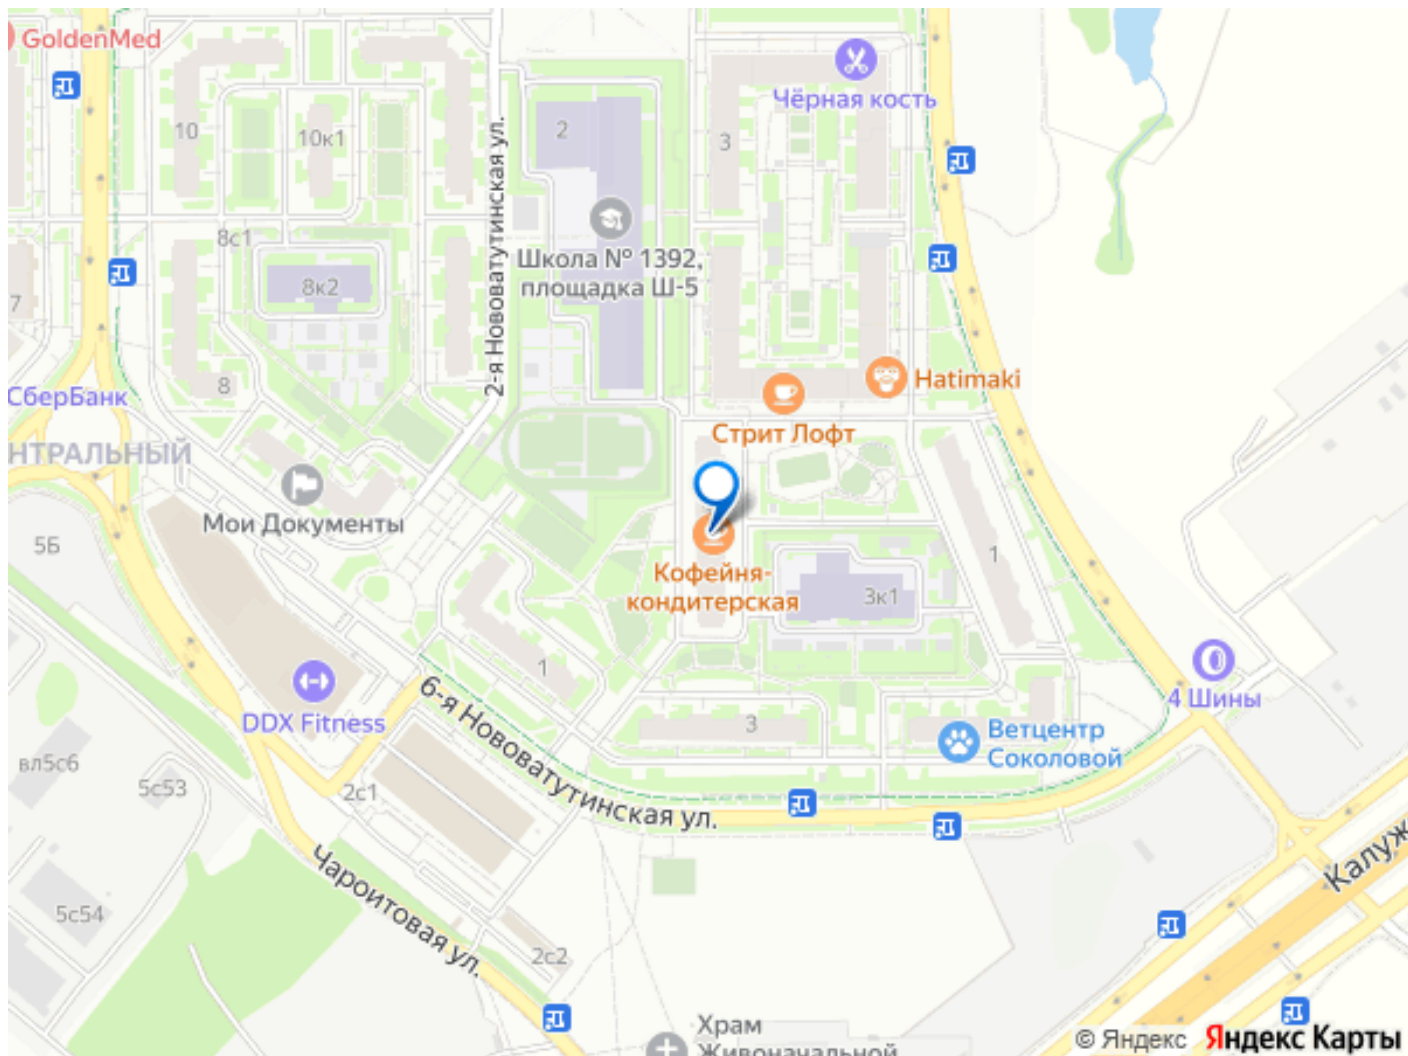 GoldenMed
Чёрная кость
10
10к1
2
3
2-я Нововатутинская ул.
8с1
Школа № 1392,
площадка Ш-5
8к2
7
8
СберБанк
Hatimaki
Стрит Лофт
НТРАЛЬНЫЙ
Мои Документы
5Б
1
Кофейня-
кондитерская
3к1
1
6-я Нововатутинская ул.
4 Шины
DDX Fitness
3
Ветцентр
Соколовой
вл5с6
5с53
2с1
Чароитовая ул.
Калуж
5с54
2с2
Храм
Живоначальной
© Яндекс Яндекс Карты